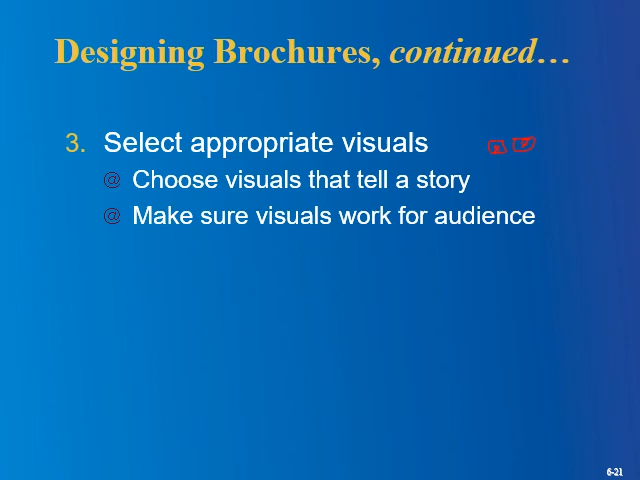 Designing Brochures, continued…
3. Select appropriate visuals
@ Choose visuals that tell a story
@ Make sure visuals work for audience
6-21